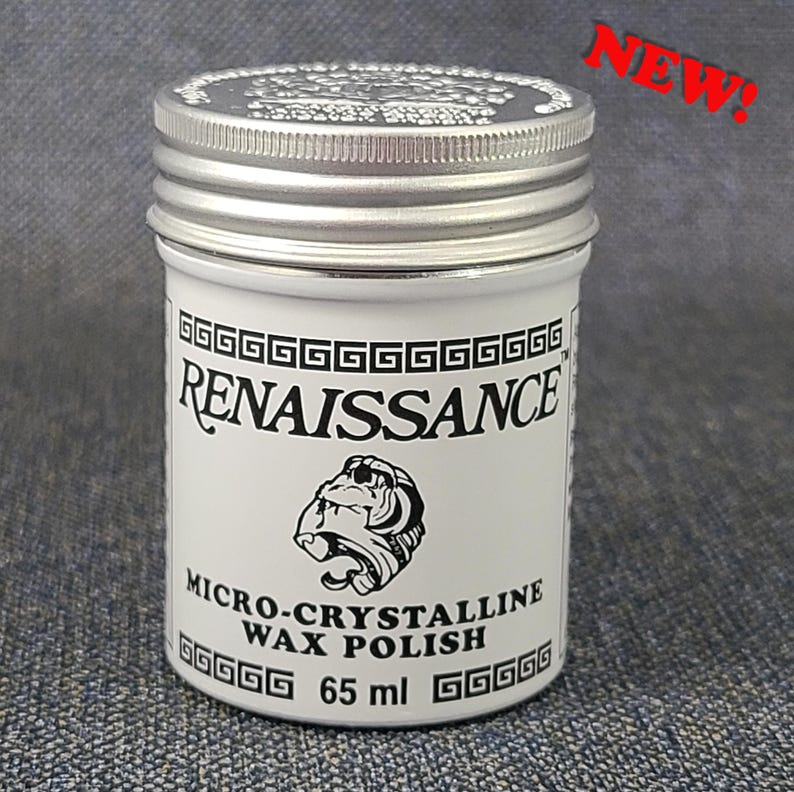 NEW!
RENAISSANCE™
MICRO-CRYSTALLINE
WAX POLISH
65 ml